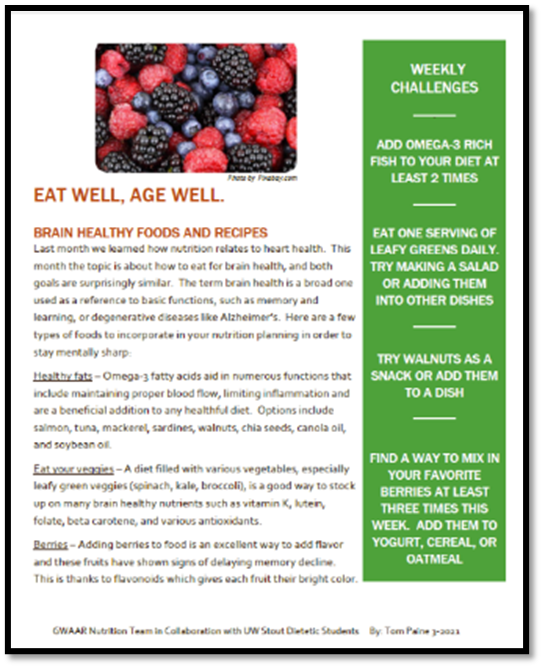 Photo by Pixabay.com
EAT WELL, AGE WELL.
BRAIN HEALTHY FOODS AND RECIPES
Last month we learned how nutrition relates to heart health. This
month the topic is about how to eat for brain health, and both
goals are surprisingly similar. The term brain health is a broad one
used as a reference to basic functions, such as memory and
learning, or degenerative diseases like Alzheimer's. Here are a few
types of foods to incorporate in your nutrition planning in order to
stay mentally sharp:
Healthy fats – Omega-3 fatty acids aid in numerous functions that
include maintaining proper blood flow, limiting inflammation and
are a beneficial addition to any healthful diet. Options include
salmon, tuna, mackerel, sardines, walnuts, chia seeds, canola oil,
and soybean oil.
Eat your veggies – A diet filled with various vegetables, especially
leafy green veggies (spinach, kale, broccoli), is a good way to stock
up on many brain healthy nutrients such as vitamin K, lutein,
folate, beta carotene, and various antioxidants.
Berries – Adding berries to food is an excellent way to add flavor
and these fruits have shown signs of delaying memory decline.
This is thanks to flavonoids which gives each fruit their bright color.
WEEKLY
CHALLENGES
ADD OMEGA-3 RICH
FISH TO YOUR DIET AT
LEAST 2 TIMES
EAT ONE SERVING OF
LEAFY GREENS DAILY.
TRY MAKING A SALAD
OR ADDING THEM
INTO OTHER DISHES
TRY WALNUTS AS A
SNACK OR ADD THEM
TO A DISH
FIND A WAY TO MIX IN
YOUR FAVORITE
BERRIES AT LEAST
THREE TIMES THIS
WEEK. ADD THEM TO
YOGURT, CEREAL, OR
OATMEAL
GWAAR Nutrition Team in Collaboration with UW Stout Dietetic Students By: Tom Paine 3-2021